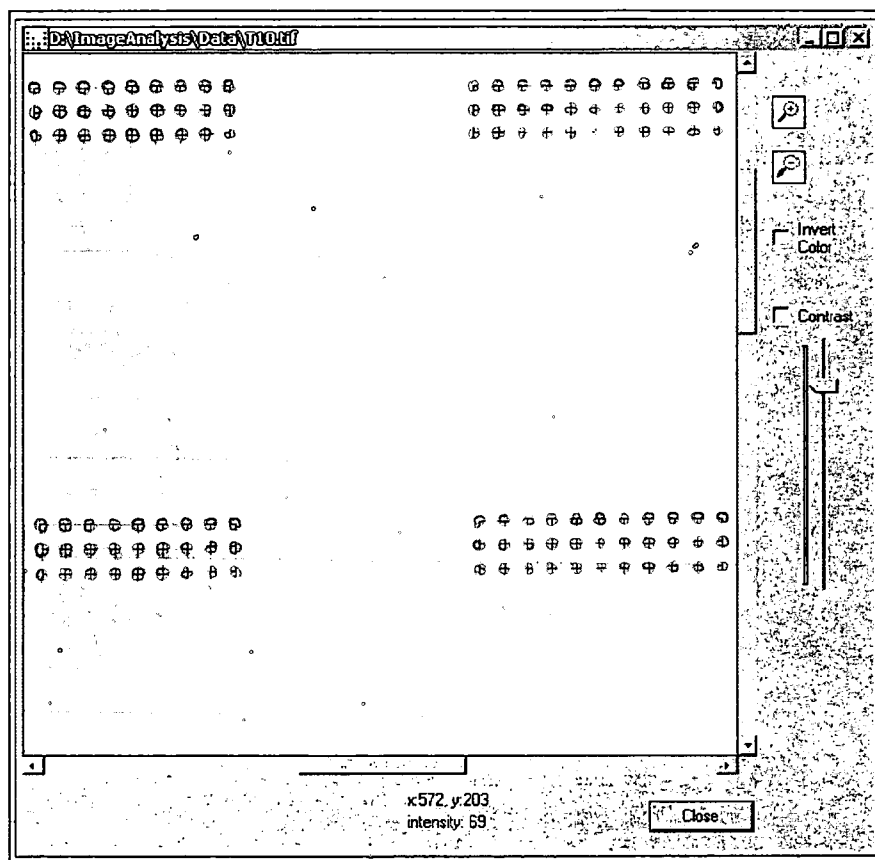 D:\ImageAnalysis\Data\T10.tif
Invert
Color
Contrast
x:572, y:203
intensity: 69
Close